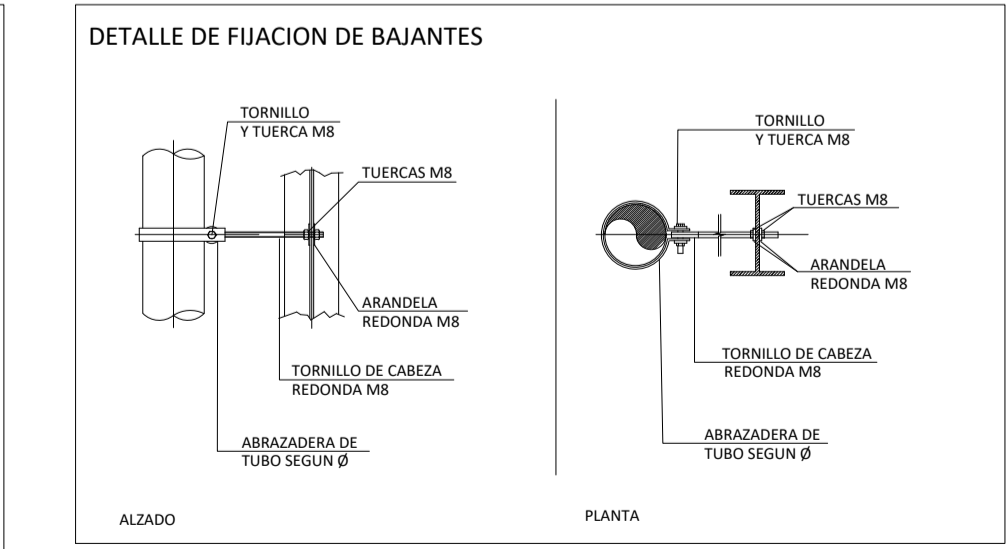 DETALLE DE FIJACION DE BAJANTES
TORNILLO
Y TUERCA M8
TUERCAS M8
ARANDELA
REDONDA M8
TORNILLO DE CABEZA
REDONDA M8
ABRAZADERA DE
TUBO SEGUN Ø
ALZADO
TORNILLO
Y TUERCA M8
TUERCAS M8
ARANDELA
REDONDA M8
TORNILLO DE CABEZA
REDONDA M8
ABRAZADERA DE
TUBO SEGUN Ø
PLANTA